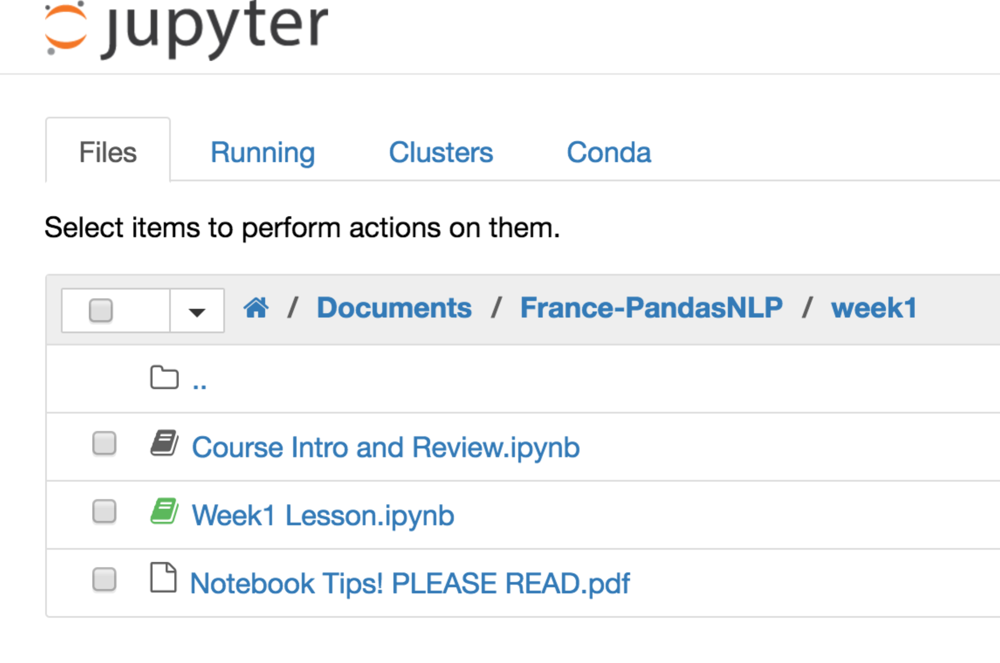 jupyter
Files Running Clusters Conda
Select items to perform actions on them.
/ Documents / France-PandasNLP / week1
..
Course Intro and Review.ipynb
Week1 Lesson.ipynb
Notebook Tips! PLEASE READ.pdf